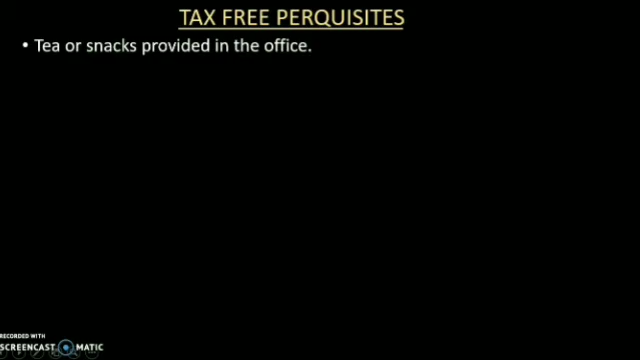 TAX FREE PERQUISITES
• Tea or snacks provided in the office.
RECORDED WITH
SCREENCAST MATIC